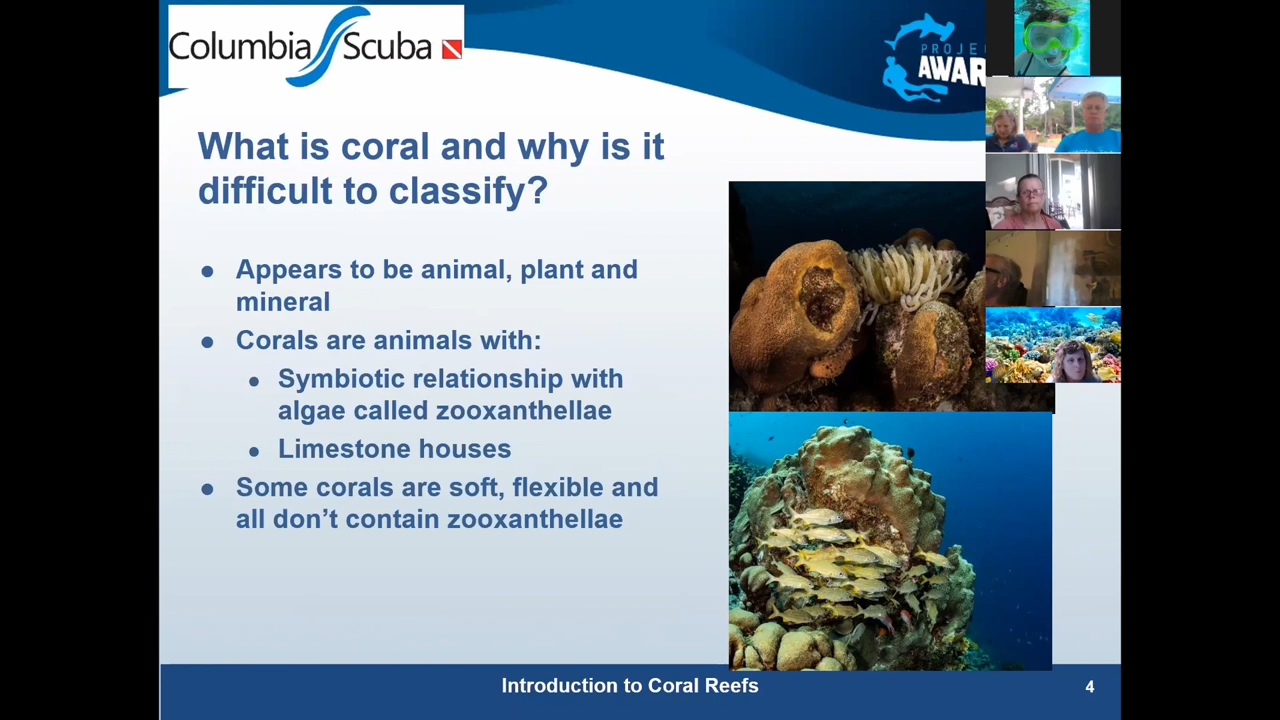 Columbia Scuba
PROJE
AWAR
What is coral and why is it
difficult to classify?
Appears to be animal, plant and
mineral
Corals are animals with:
Symbiotic relationship with
algae called zooxanthellae
Limestone houses
Some corals are soft, flexible and
all don’t contain zooxanthellae
Introduction to Coral Reefs
4